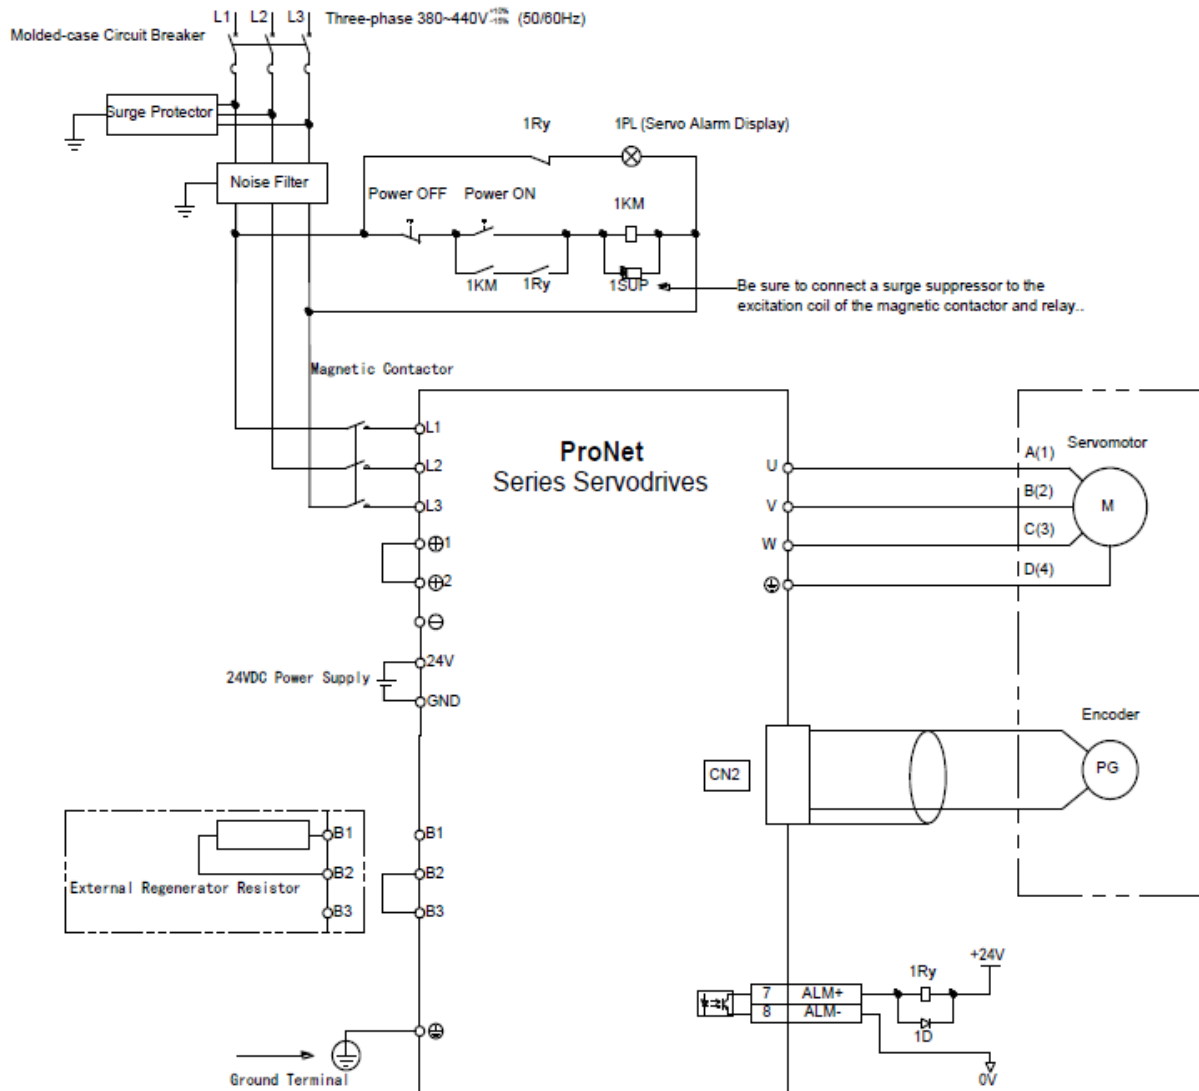 L1 L2 L3 Three-phase 380~440V +10% -15% (50/60Hz)
Molded-case Circuit Breaker
Surge Protector
1Ry 1PL (Servo Alarm Display)
Noise Filter
Power OFF Power ON 1KM
1KM 1Ry 1SUP
Be sure to connect a surge suppressor to the
excitation coil of the magnetic contactor and relay..
Magnetic Contactor
L1
L2
L3
1
2
24V
GND
24VDC Power Supply
ProNet
Series Servodrives
U
V
W
A(1)
B(2)
C(3)
D(4)
Servomotor
M
CN2
Encoder
PG
B1
B2
B3
External Regenerator Resistor
B1
B2
B3
7 ALM+
8 ALM-
1Ry
+24V
1D
0V
Ground Terminal